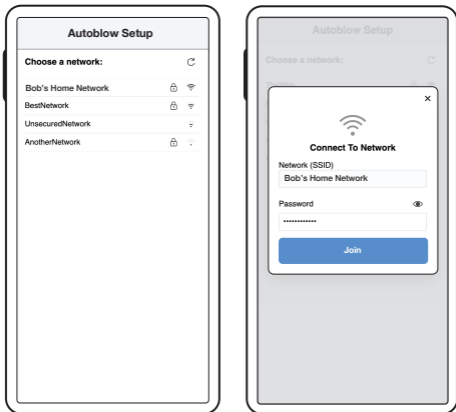 Autoblow Setup
Choose a network:
Bob's Home Network
BestNetwork
UnsecuredNetwork
AnotherNetwork
Autoblow Setup
Choose a network:
Connect To Network
Network (SSID)
Bob's Home Network
Password
••••••••••••
Join